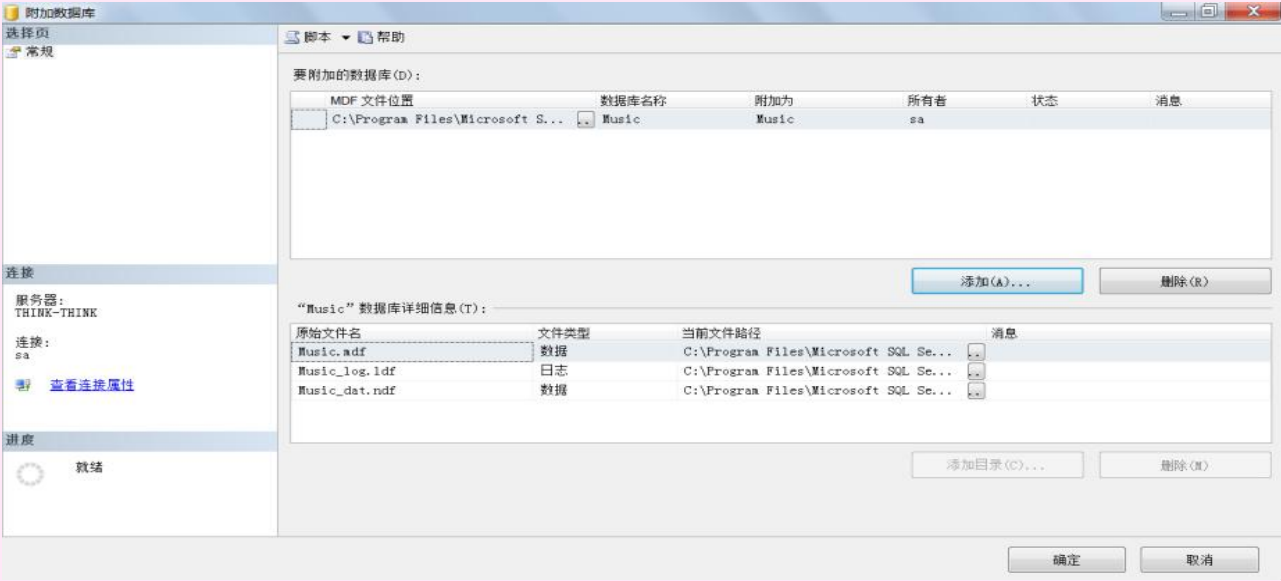 附加数据库
选择页
常规
脚本 帮助
要附加的数据库(D):
MDF 文件位置 数据库名称 附加为 所有者 状态 消息
C:\Program Files\Microsoft S... .. Music Music sa
添加(A)... 删除(R)
连接
服务器:
THINK-THINK
连接:
sa
查看连接属性
“Music”数据库详细信息(T):
原始文件名 文件类型 当前文件路径 消息
Music.mdf 数据 C:\Program Files\Microsoft SQL Se... ..
Music_log.ldf 日志 C:\Program Files\Microsoft SQL Se... ..
Music_dat.ndf 数据 C:\Program Files\Microsoft SQL Se... ..
进度
就绪
添加目录(C)... 删除(M)
确定 取消